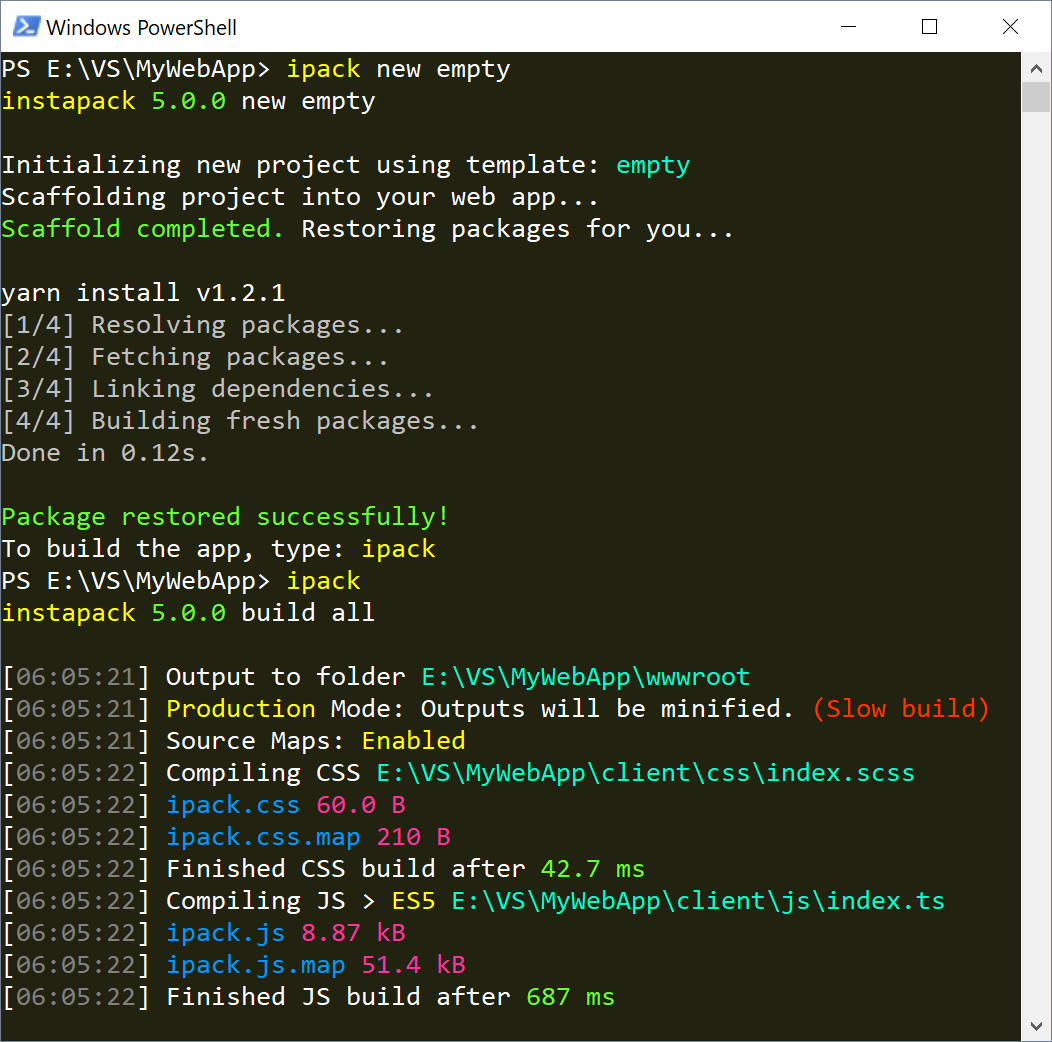 Windows PowerShell
PS E:\VS\MyWebApp> ipack new empty
instapack 5.0.0 new empty
Initializing new project using template: empty
Scaffolding project into your web app...
Scaffold completed. Restoring packages for you...
yarn install v1.2.1
[1/4] Resolving packages...
[2/4] Fetching packages...
[3/4] Linking dependencies...
[4/4] Building fresh packages...
Done in 0.12s.
Package restored successfully!
To build the app, type: ipack
PS E:\VS\MyWebApp> ipack
instapack 5.0.0 build all
[06:05:21] Output to folder E:\VS\MyWebApp\wwwroot
[06:05:21] Production Mode: Outputs will be minified. (Slow build)
[06:05:21] Source Maps: Enabled
[06:05:22] Compiling CSS E:\VS\MyWebApp\client\css\index.scss
[06:05:22] ipack.css 60.0 B
[06:05:22] ipack.css.map 210 B
[06:05:22] Finished CSS build after 42.7 ms
[06:05:22] Compiling JS > ES5 E:\VS\MyWebApp\client\js\index.ts
[06:05:22] ipack.js 8.87 kB
[06:05:22] ipack.js.map 51.4 kB
[06:05:22] Finished JS build after 687 ms